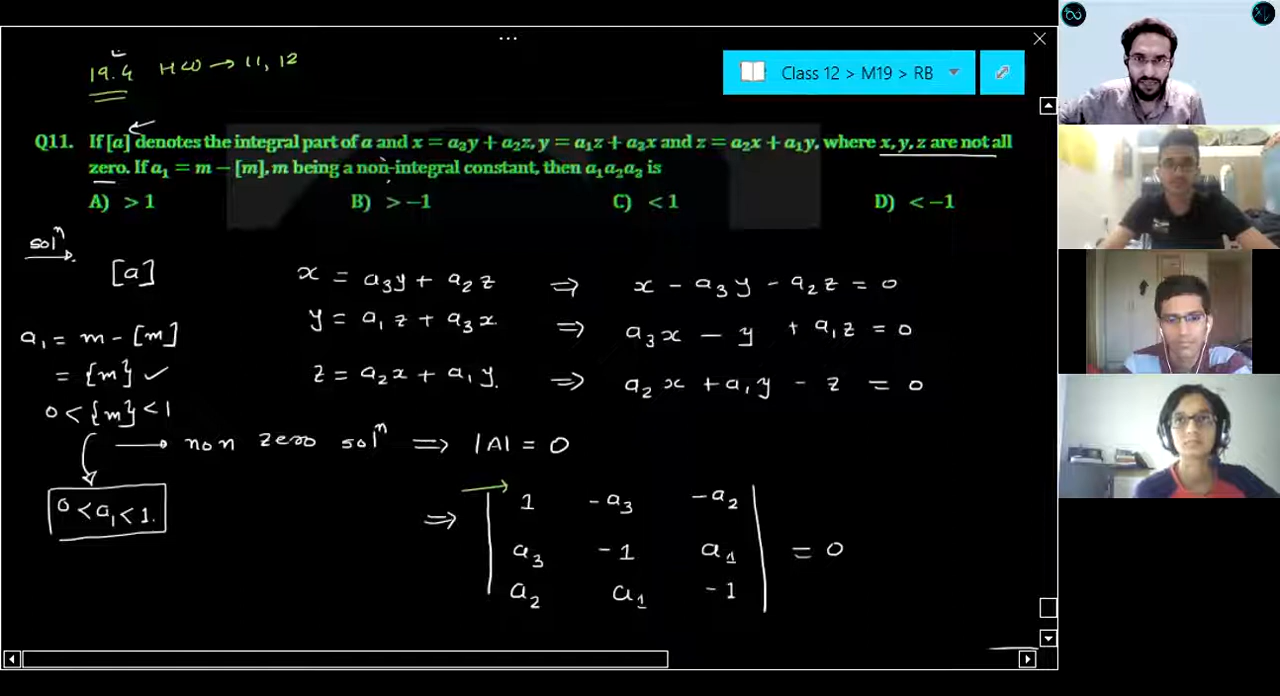 19.4 HW → 11, 12
Class 12 > M19 > RB
Q11. If [a] denotes the integral part of a and x = a₃y + a₂z, y = a₁z + a₃x and z = a₂x + a₁y, where x, y, z are not all
zero. If a₁ = m − [m], m being a non-integral constant, then a₁a₂a₃ is
A) > 1 B) > −1 C) < 1 D) < −1
solⁿ
[a]
x = a₃y + a₂z ⇒ x − a₃y − a₂z = 0
y = a₁z + a₃x ⇒ a₃x − y + a₁z = 0
z = a₂x + a₁y ⇒ a₂x + a₁y − z = 0
a₁ = m − [m]
= {m} ✓
0 < {m} < 1
→ non zero solⁿ ⇒ |A| = 0
0 < a₁ < 1.
⇒ | 1 −a₃ −a₂ |
a₃ −1 a₁ = 0
a₂ a₁ −1